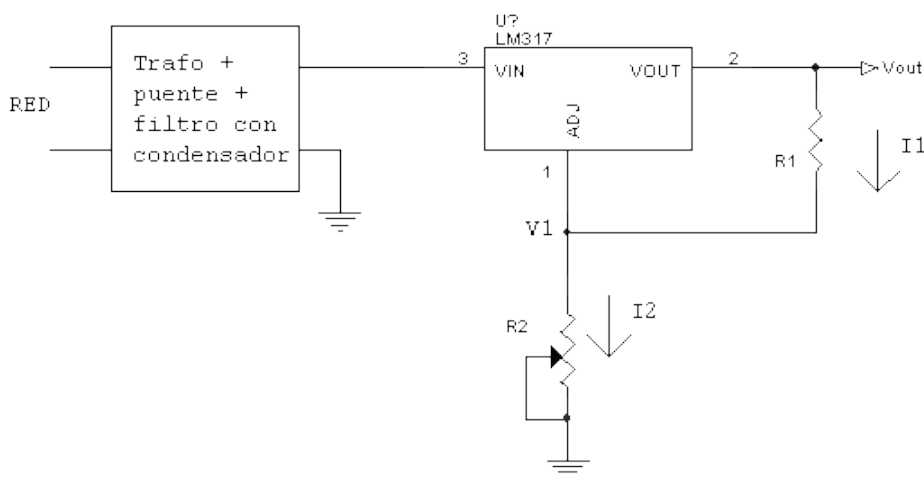 U?
LM317
Trafo +
puente +
filtro con
condensador
RED
3
VIN
VOUT
ADJ
2
Vout
1
R1
I1
V1
R2
I2